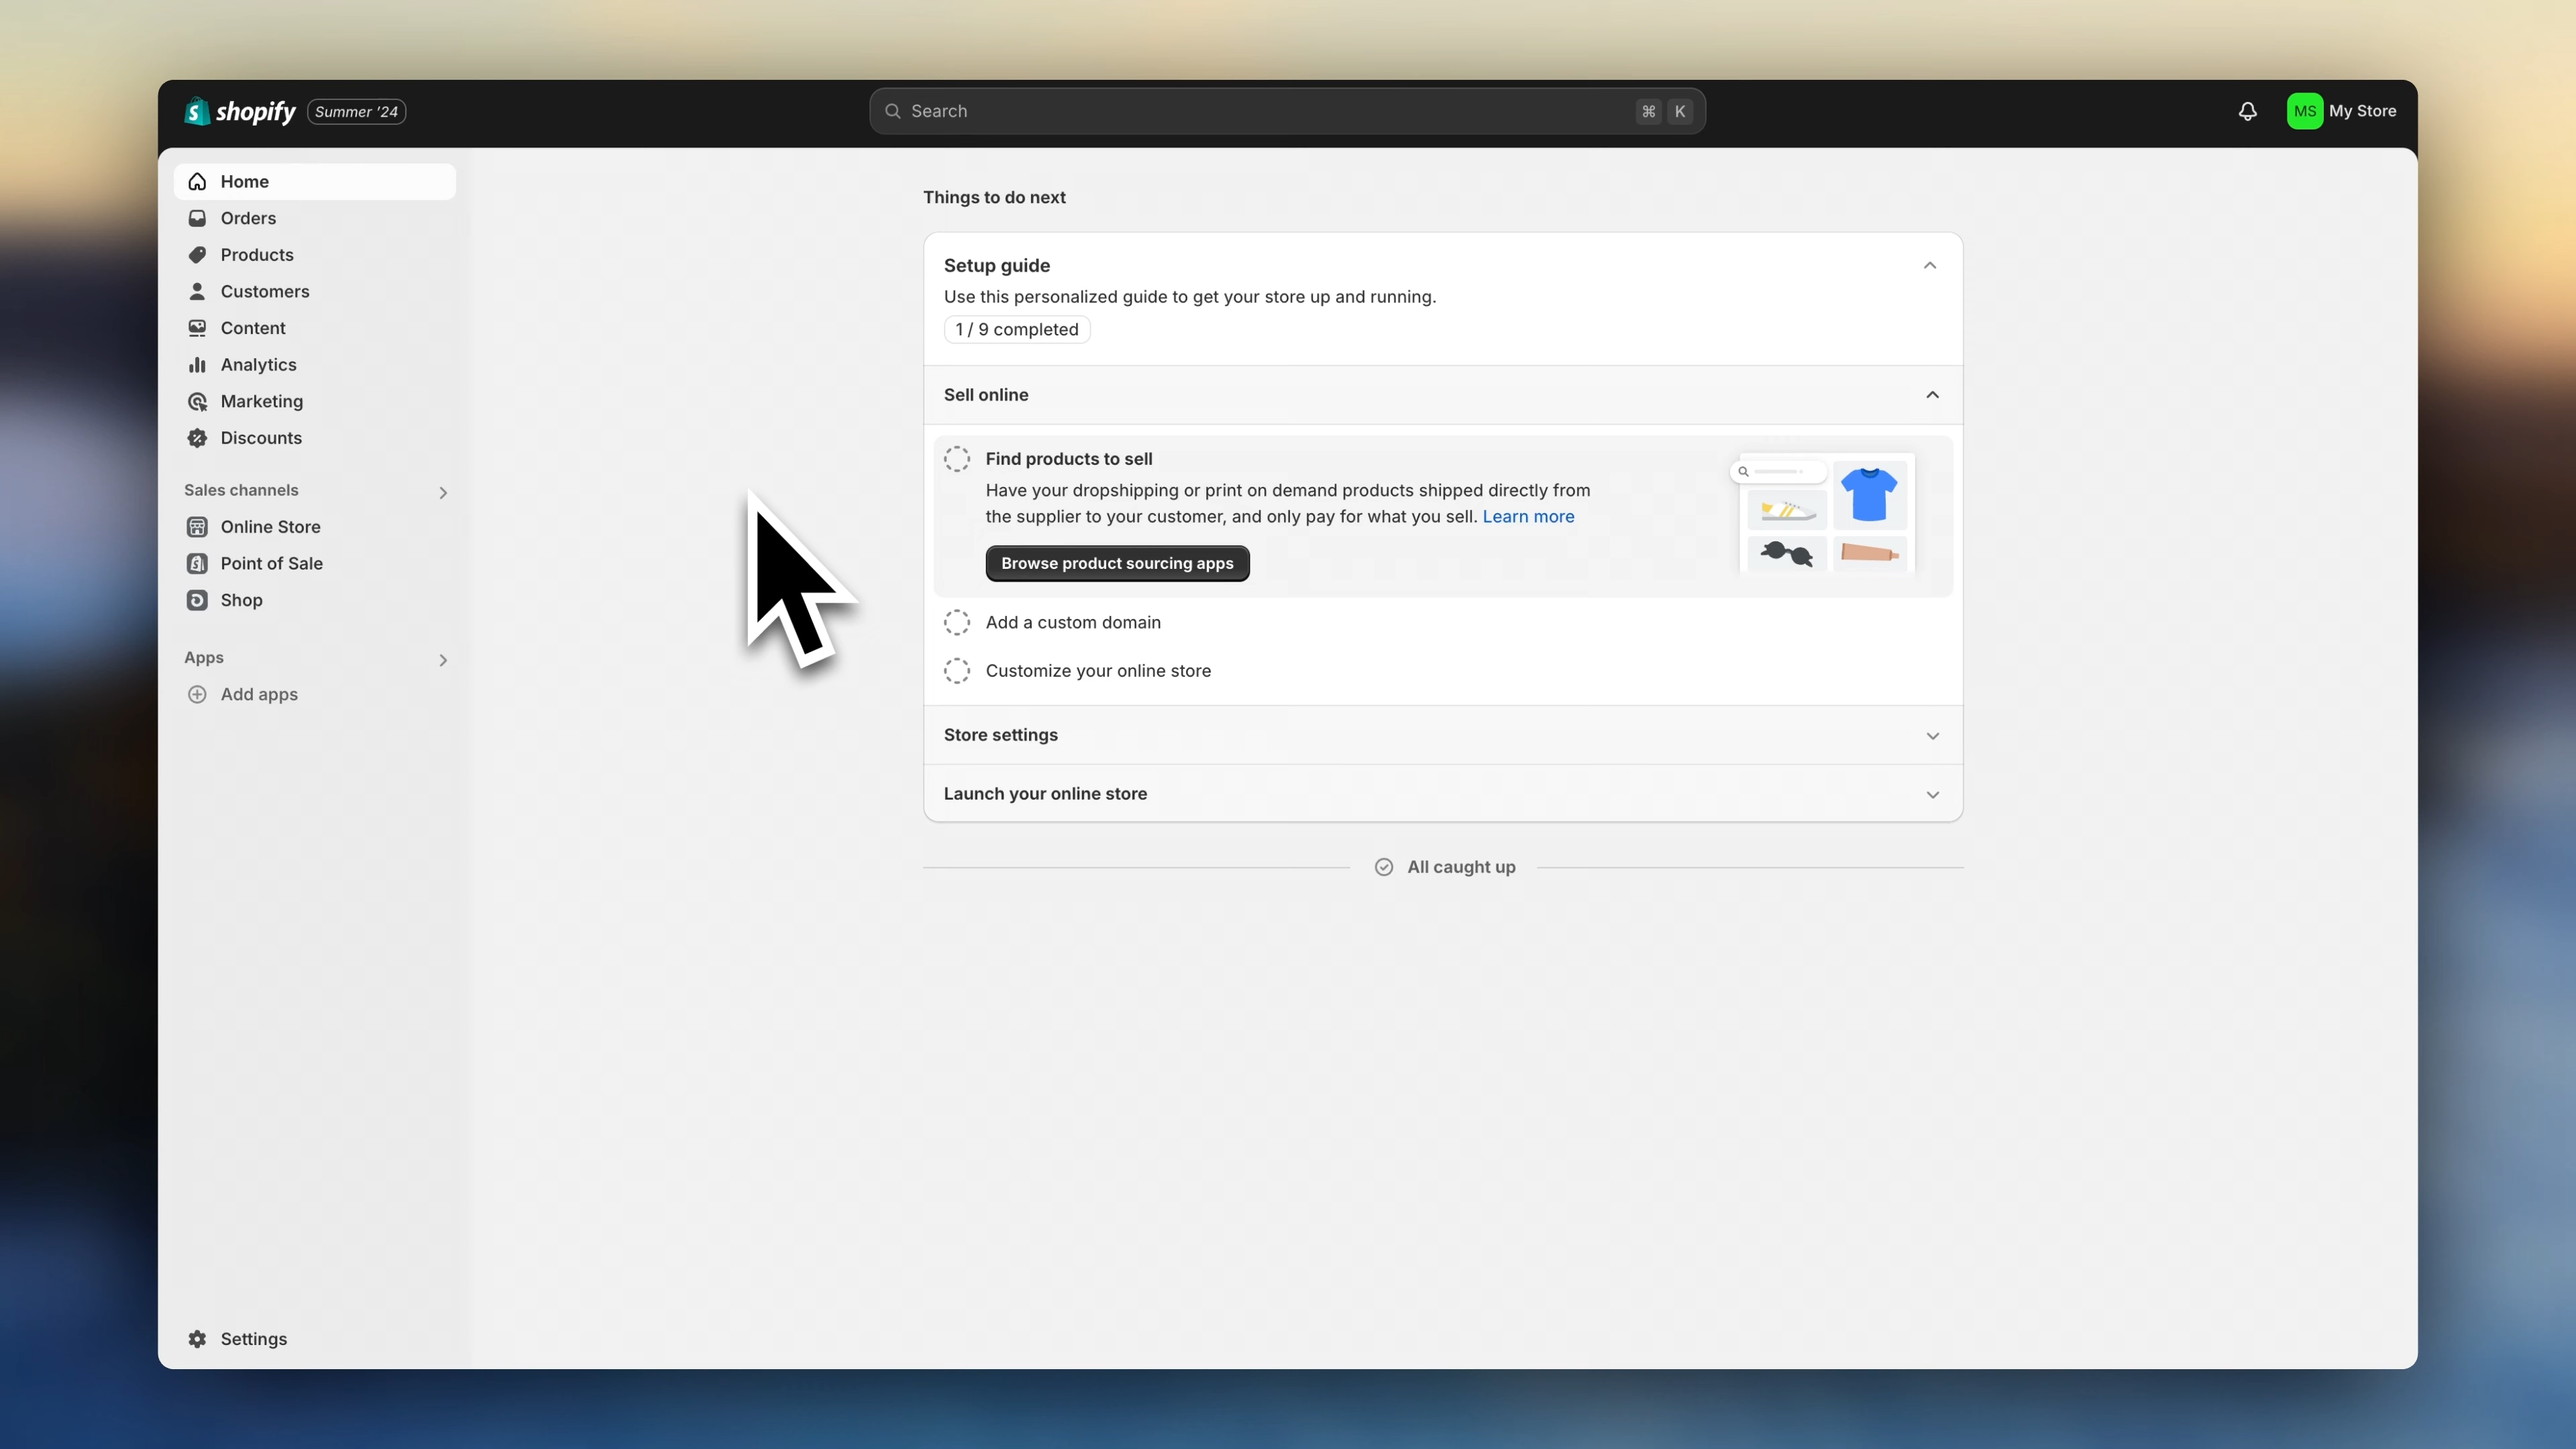 shopify Summer '24
Search
⌘ K
MS My Store
Home
Orders
Products
Customers
Content
Analytics
Marketing
Discounts
Sales channels
Online Store
Point of Sale
Shop
Apps
Add apps
Settings
Things to do next
Setup guide
Use this personalized guide to get your store up and running.
1 / 9 completed
Sell online
Find products to sell
Have your dropshipping or print on demand products shipped directly from
the supplier to your customer, and only pay for what you sell. Learn more
Browse product sourcing apps
Add a custom domain
Customize your online store
Store settings
Launch your online store
All caught up